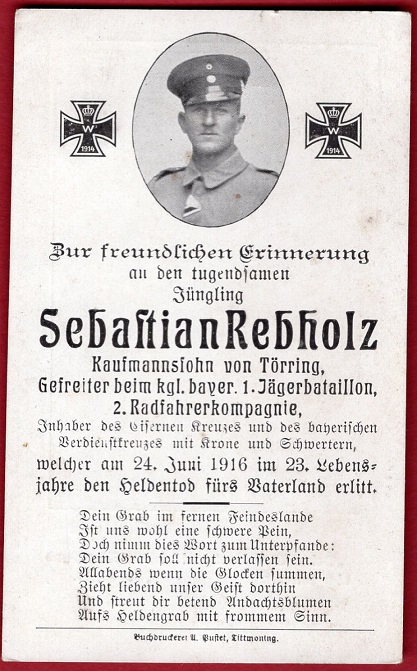 W
1914
W
1914
Zur freundlichen Erinnerung
an den tugendsamen
Jüngling
Sebastian Rebholz
Kaufmannssohn von Törring,
Gefreiter beim kgl. bayer. 1. Jägerbataillon,
2. Radfahrerkompagnie,
Inhaber des Eisernen Kreuzes und des bayerischen
Verdienstkreuzes mit Krone und Schwertern,
welcher am 24. Juni 1916 im 23. Lebens-
jahre den Heldentod fürs Vaterland erlitt.
Dein Grab im fernen Feindeslande
Ist uns wohl eine schwere Pein,
Doch nimm dies Wort zum Unterpfande:
Dein Grab soll nicht verlassen sein.
Allabends wenn die Glocken summen,
Zieht liebend unser Geist dorthin
Und streut dir betend Andachtsblumen
Aufs Heldengrab mit frommem Sinn.
Buchdruckerei A. Pustet, Tittmoning.